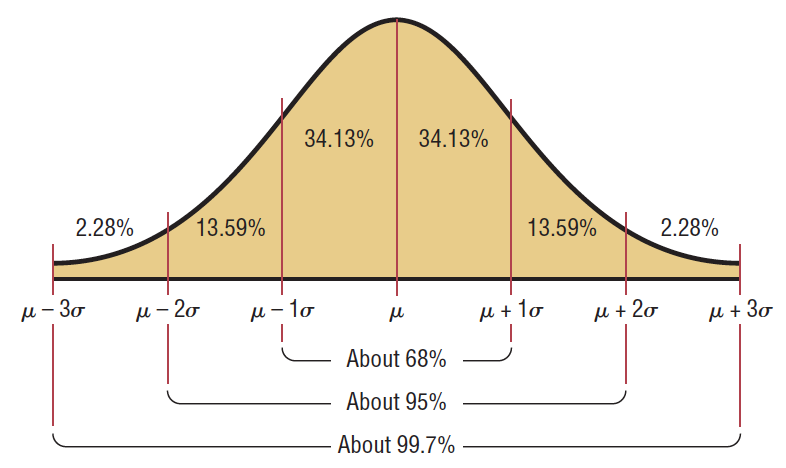 34.13% 34.13%
2.28% 13.59% 13.59% 2.28%
μ − 3σ μ − 2σ μ − 1σ μ μ + 1σ μ + 2σ μ + 3σ
About 68%
About 95%
About 99.7%